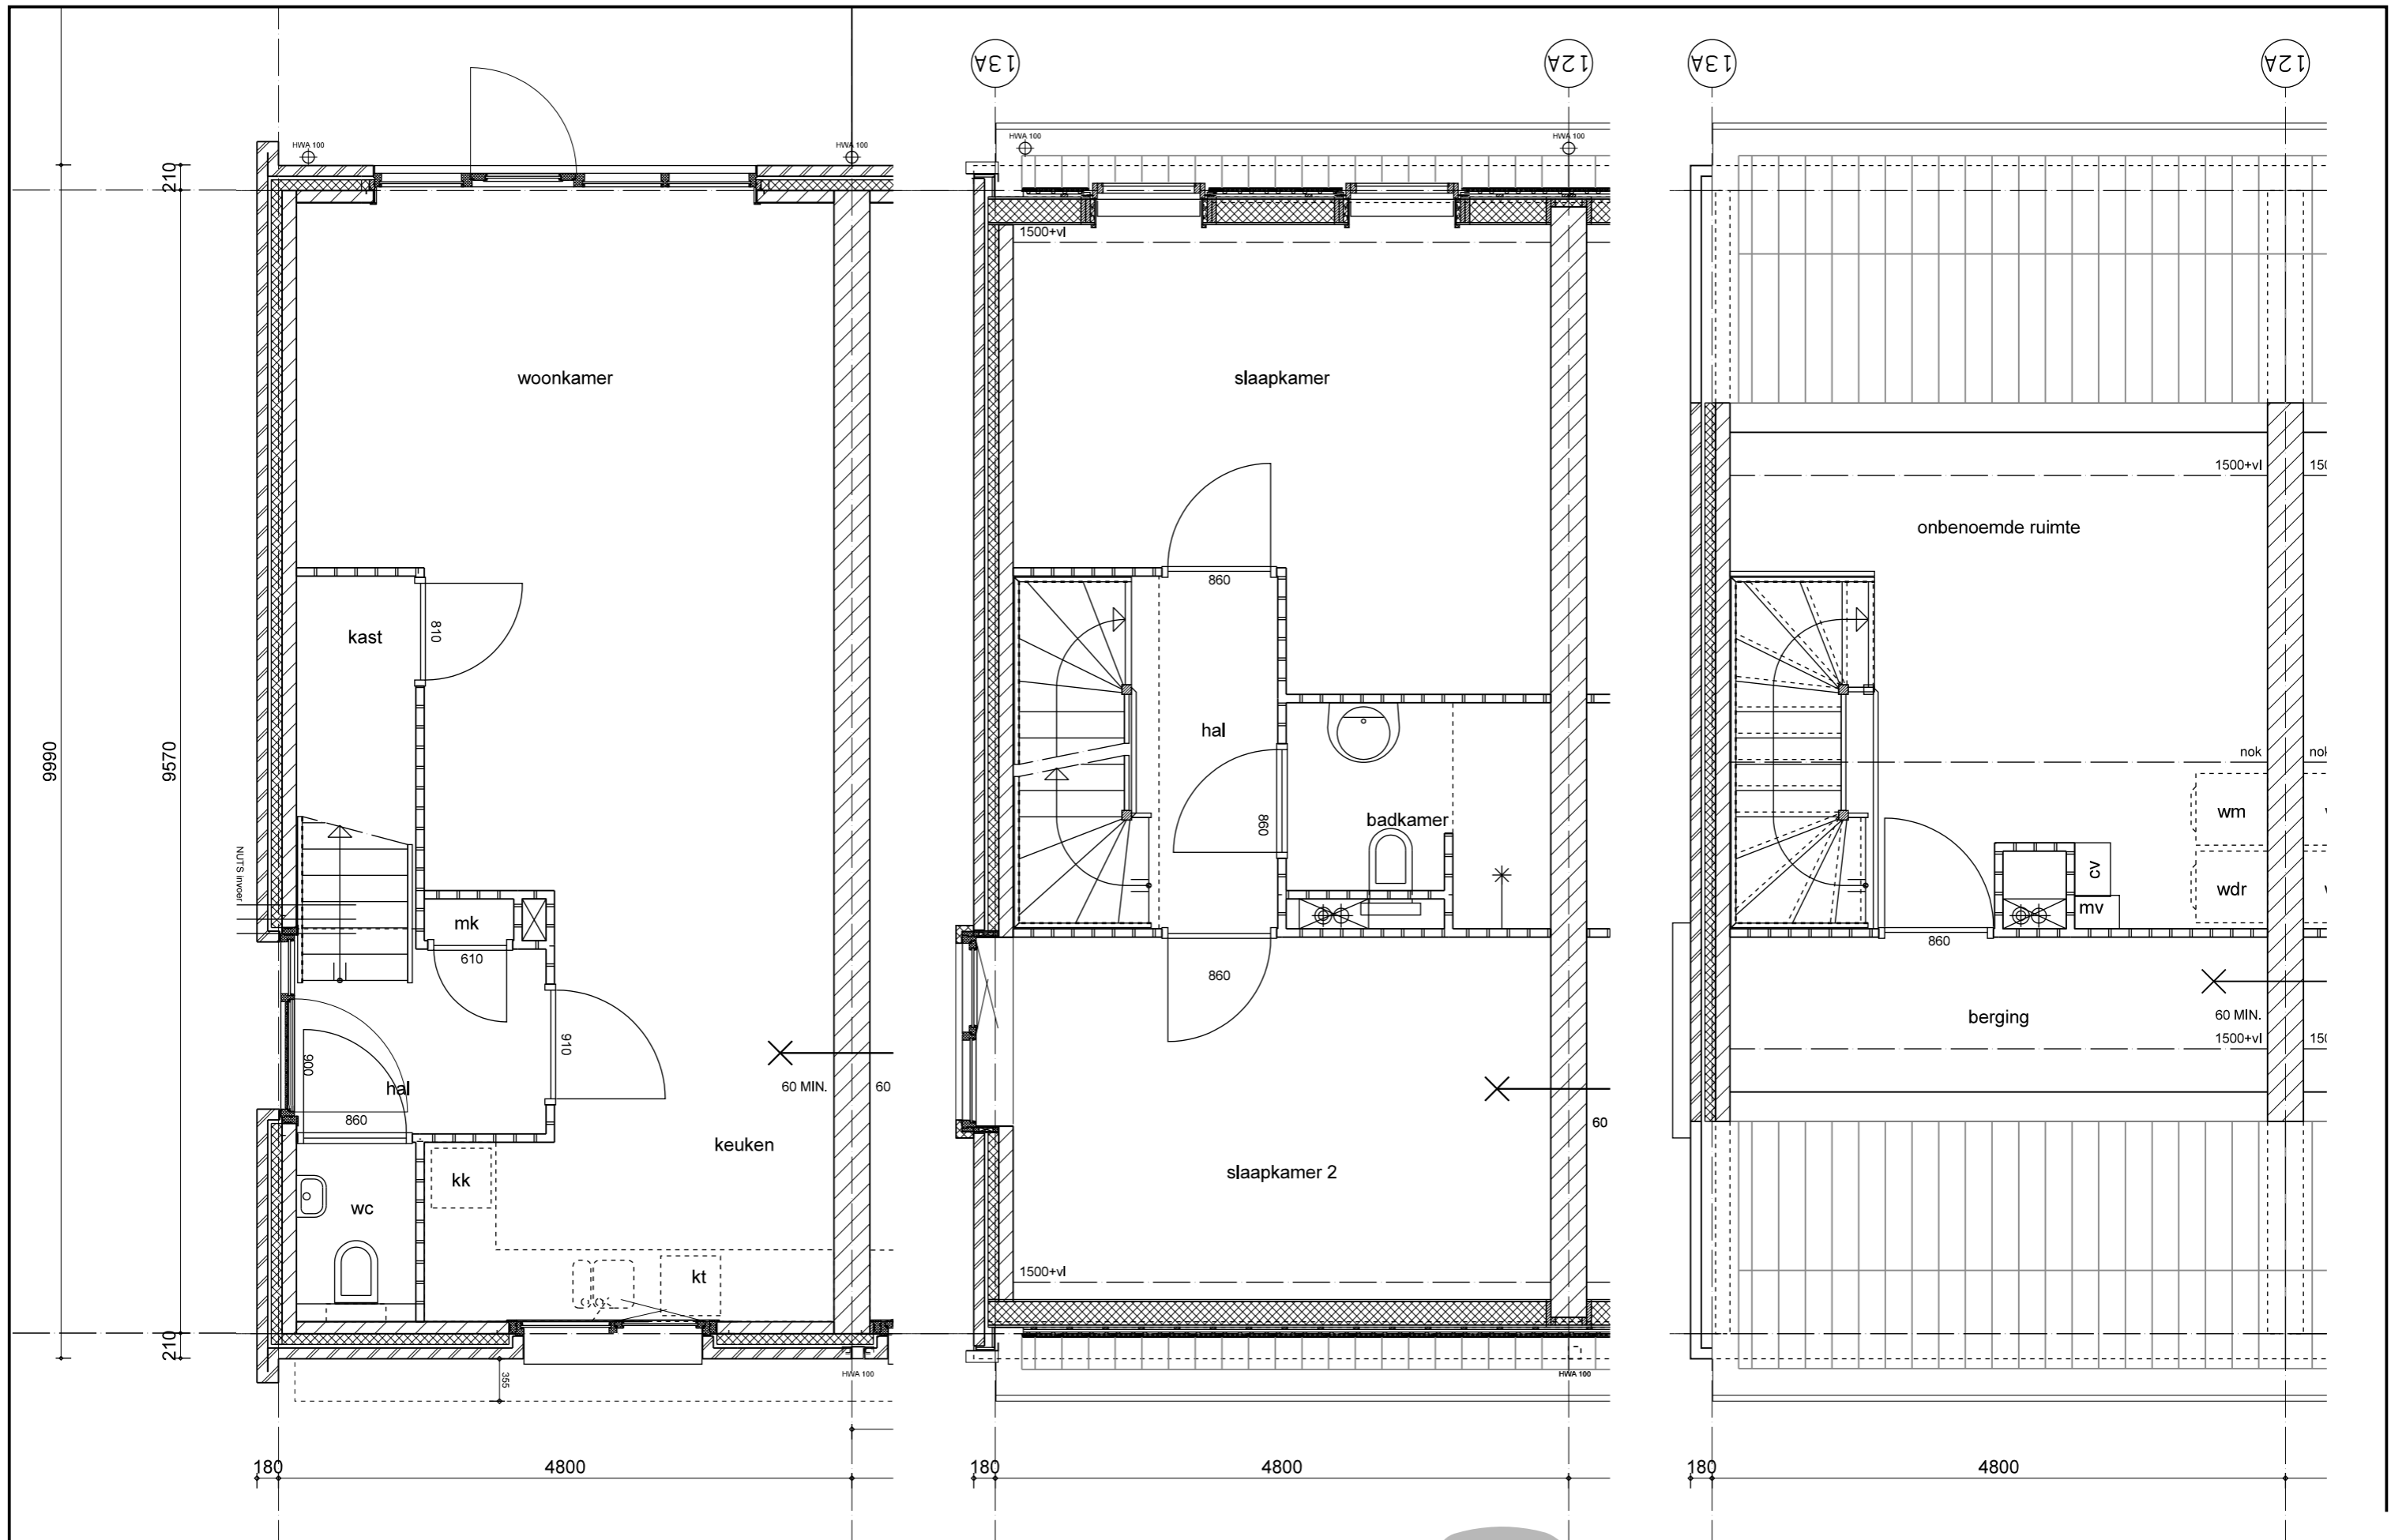 13A
12A
13A
12A
HWA 100
HWA 100
HWA 100
HWA 100
210
1500+vl
woonkamer
slaapkamer
1500+vl
onbenoemde ruimte
860
kast
810
hal
9990
9570
nok
badkamer
860
wm
NUTS invoer
cv
wdr
mk
mv
610
860
860
900
910
hal
60 MIN.
60
860
berging
60 MIN.
1500+vl
keuken
60
kk
wc
slaapkamer 2
kt
1500+vl
210
355
HWA 100
HWA 100
180
4800
180
4800
180
4800